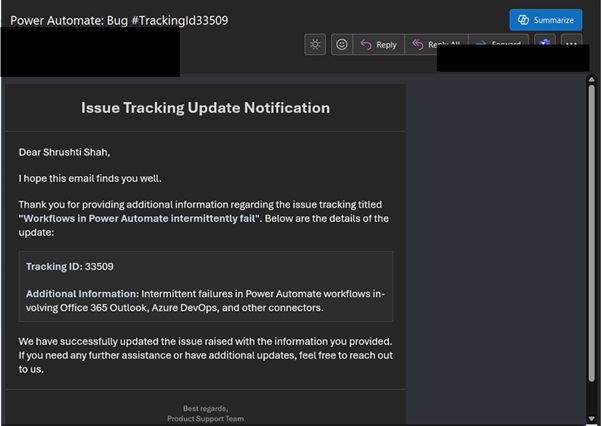 Power Automate: Bug #TrackingId33509
Summarize
Reply
Reply All
Forward
Issue Tracking Update Notification
Dear Shrushti Shah,
I hope this email finds you well.
Thank you for providing additional information regarding the issue tracking titled
"Workflows in Power Automate intermittently fail". Below are the details of the
update:
Tracking ID: 33509
Additional Information: Intermittent failures in Power Automate workflows in-
volving Office 365 Outlook, Azure DevOps, and other connectors.
We have successfully updated the issue raised with the information you provided.
If you need any further assistance or have additional updates, feel free to reach out
to us.
Best regards,
Product Support Team